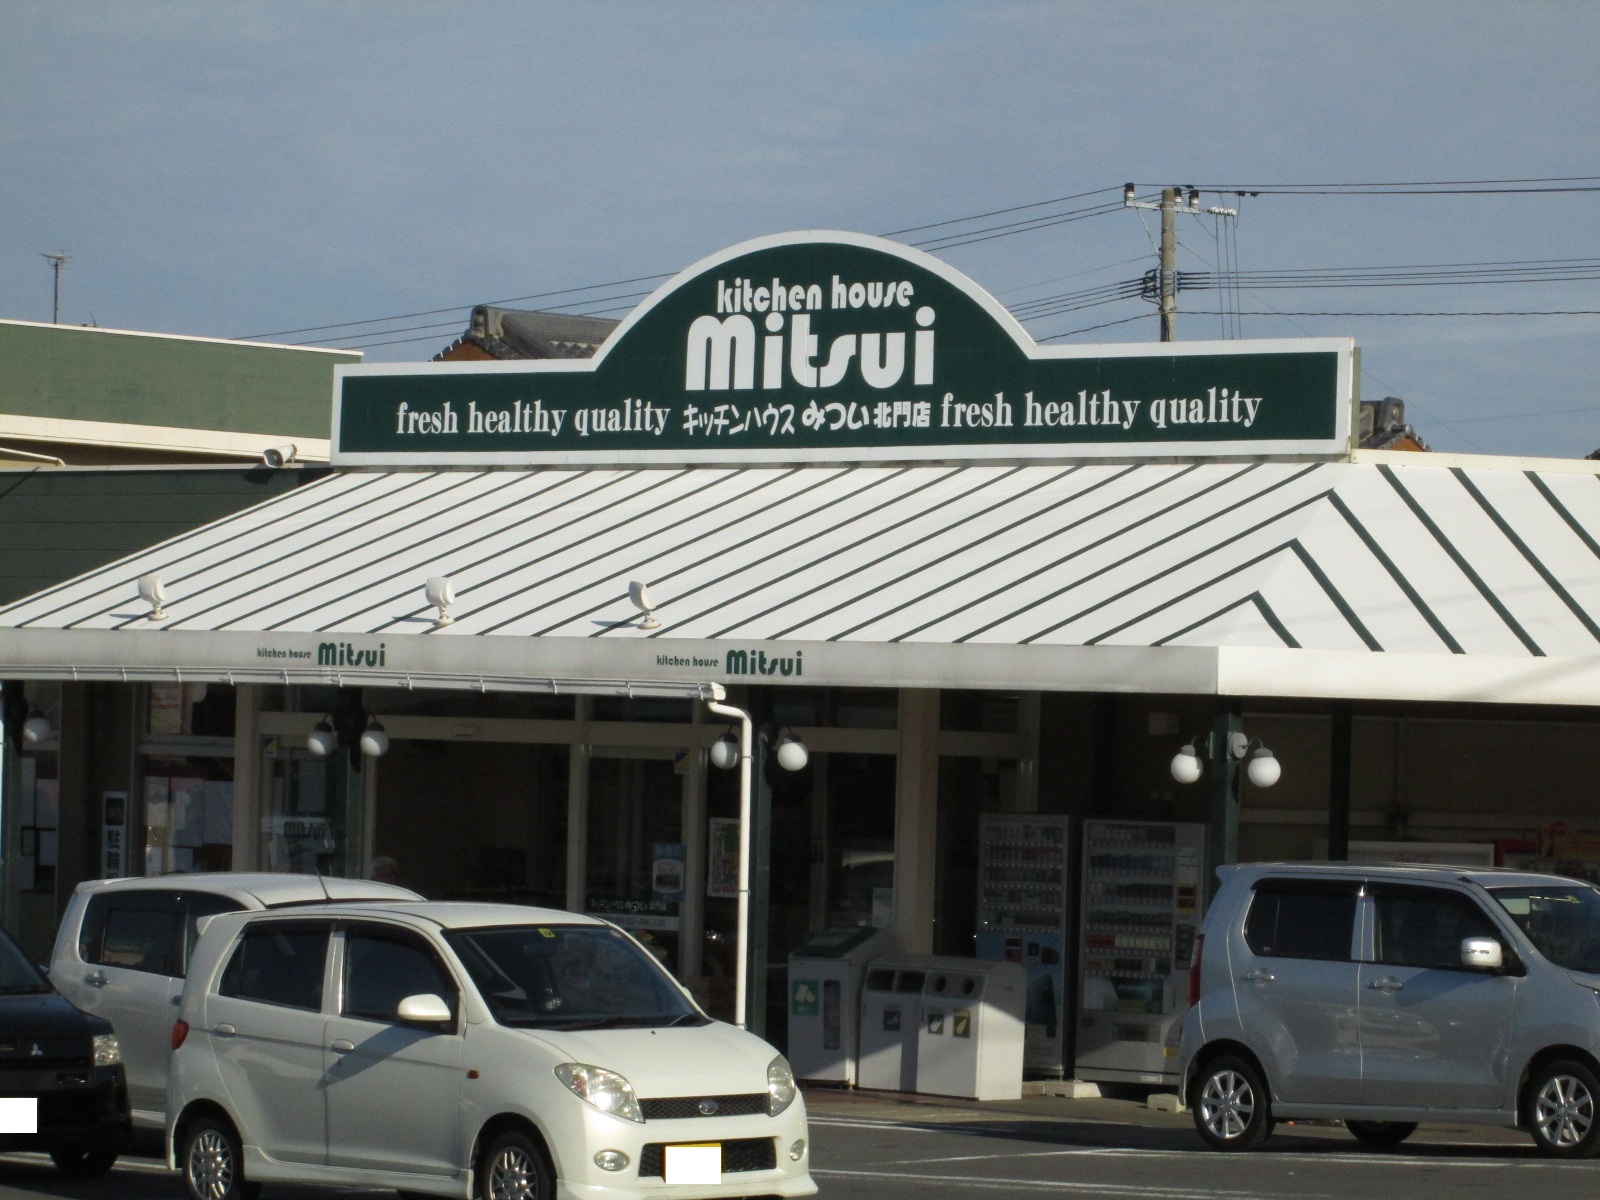 kitchen house
mitsui
fresh healthy quality キッチンハウス みつい 北門店 fresh healthy quality
kitchen house mitsui
kitchen house mitsui